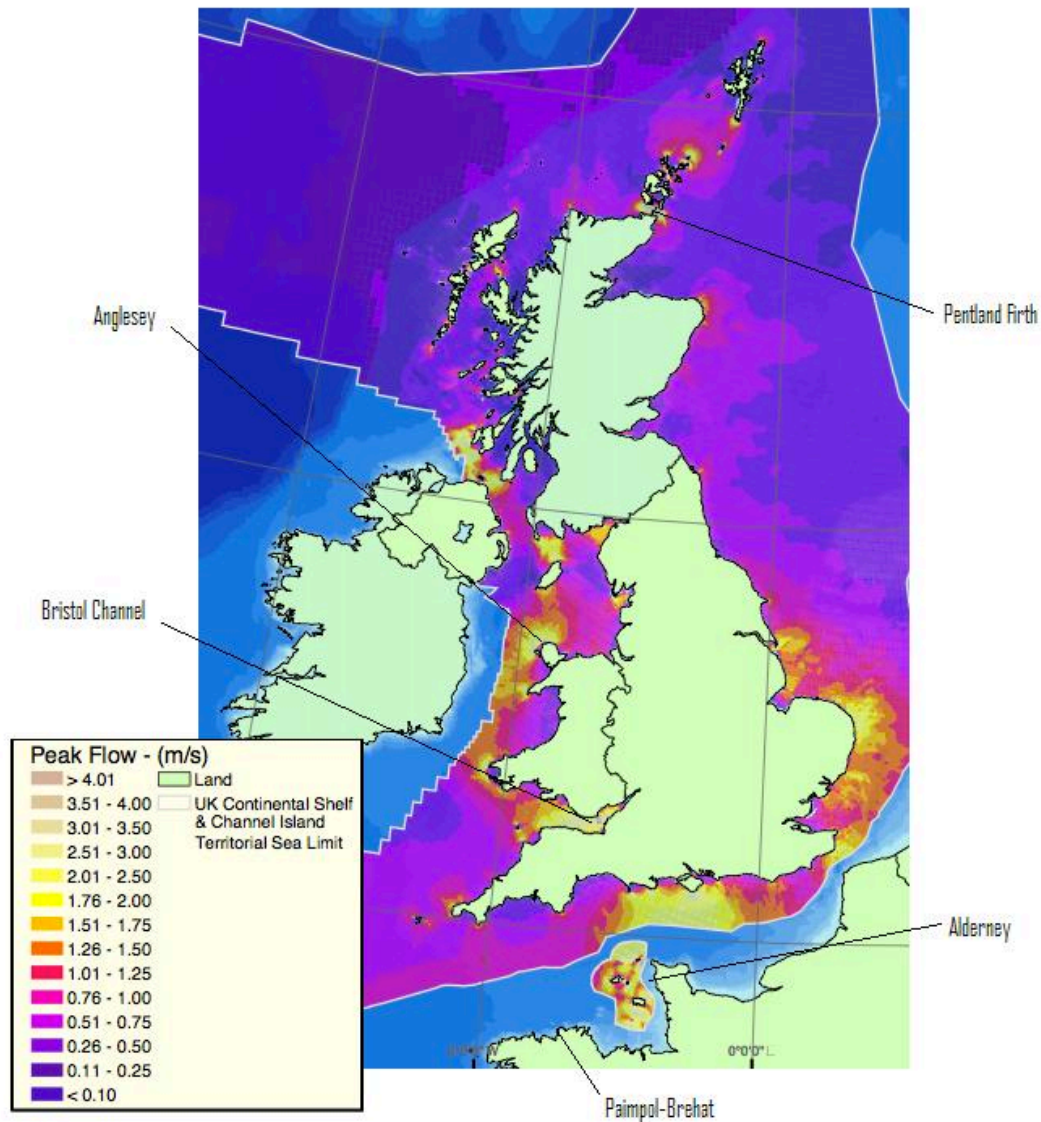 Pentland Firth
Anglesey
Bristol Channel
Peak Flow - (m/s)
> 4.01
3.51 - 4.00
3.01 - 3.50
2.51 - 3.00
2.01 - 2.50
1.76 - 2.00
1.51 - 1.75
1.26 - 1.50
1.01 - 1.25
0.76 - 1.00
0.51 - 0.75
0.26 - 0.50
0.11 - 0.25
< 0.10
Land
UK Continental Shelf
& Channel Island
Territorial Sea Limit
Alderney
0°0'0"
Paimpol-Brehat